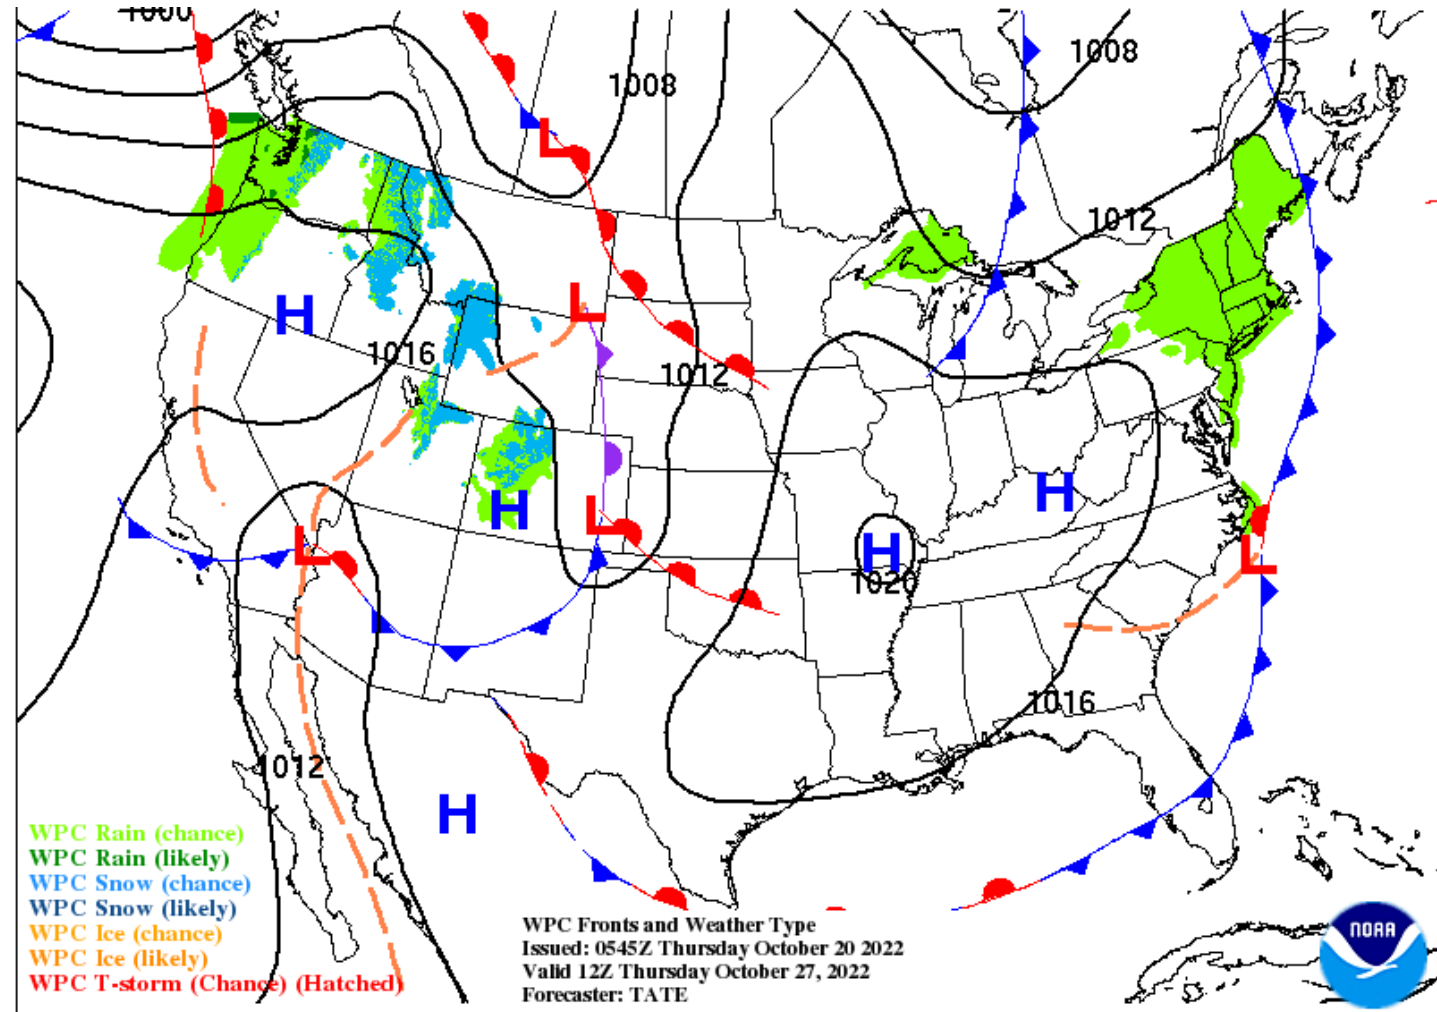 1000
1008
1008
L
1012
H
L
1016
1012
H
H
L
L
H
L
1020
1016
1012
H
WPC Rain (chance)
WPC Rain (likely)
WPC Snow (chance)
WPC Snow (likely)
WPC Ice (chance)
WPC Ice (likely)
WPC T-storm (Chance) (Hatched)
WPC Fronts and Weather Type
Issued: 0545Z Thursday October 20 2022
Valid 12Z Thursday October 27, 2022
Forecaster: TATE
NOAA